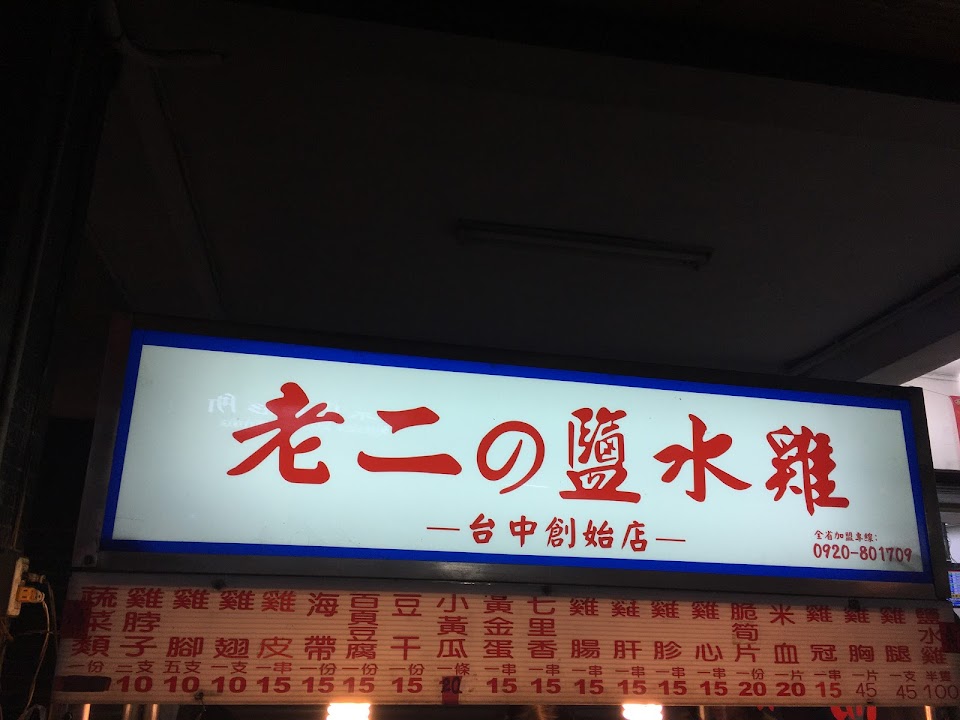 老二の鹽水雞
—台中創始店—
全省加盟專線:
0920-801709
蔬菜類 一份 10
雞脖子 二支 10
雞腳 五支 10
雞翅 一支 10
雞皮 一串 15
海帶 一份 15
百頁豆腐 一份 15
豆干 一份 15
小黃瓜 一條
黃金蛋 一串 15
七里香 一串 15
雞腸 一串 15
雞肝 一串 15
雞胗 一串 15
雞心 一串 15
脆筍片 一份 20
米血 一片 20
雞冠 一串 15
雞胸 一片 45
雞腿 一支 45
鹽水雞 半隻 100